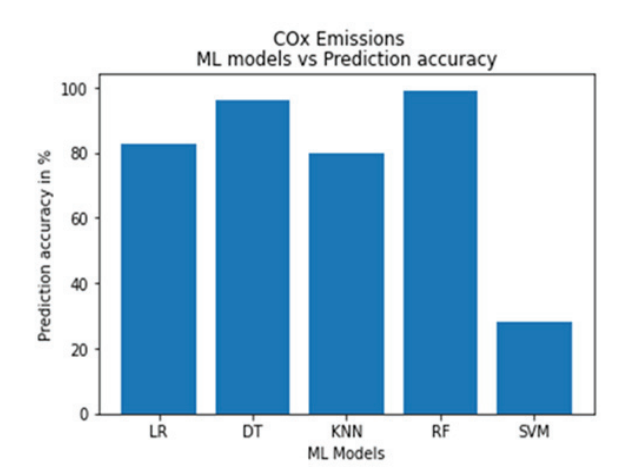 COx Emissions
ML models vs Prediction accuracy
Prediction accuracy in %
100
80
60
40
20
0
LR DT KNN RF SVM
ML Models